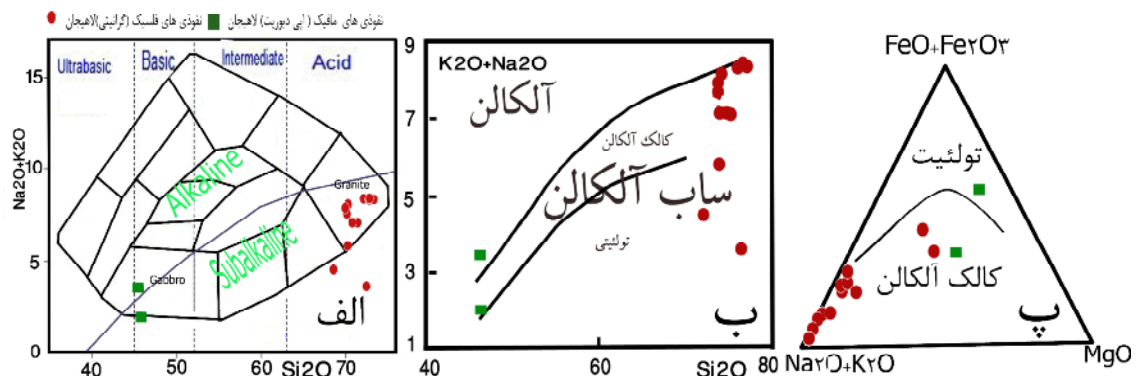 نفوذی های فلسیک (گرانیتی)لاهیجان نفوذی های مافیک ( اپی دیوریت) لاهیجان
Ultrabasic Basic Intermediate Acid
15
10
5
0
Na2O+K2O
Alkaline
Subalkaline
Granite
Gabbro
الف
40 50 60 Si2O 70
9
7
5
3
1
K2O+Na2O
آلکالن
کالک آلکالن
ساب آلکالن
تولئیتی
ب
40 60 Si2O 80
FeO+Fe۲O۳
تولئیت
کالک آلکالن
پ
Na۲O+K۲O MgO